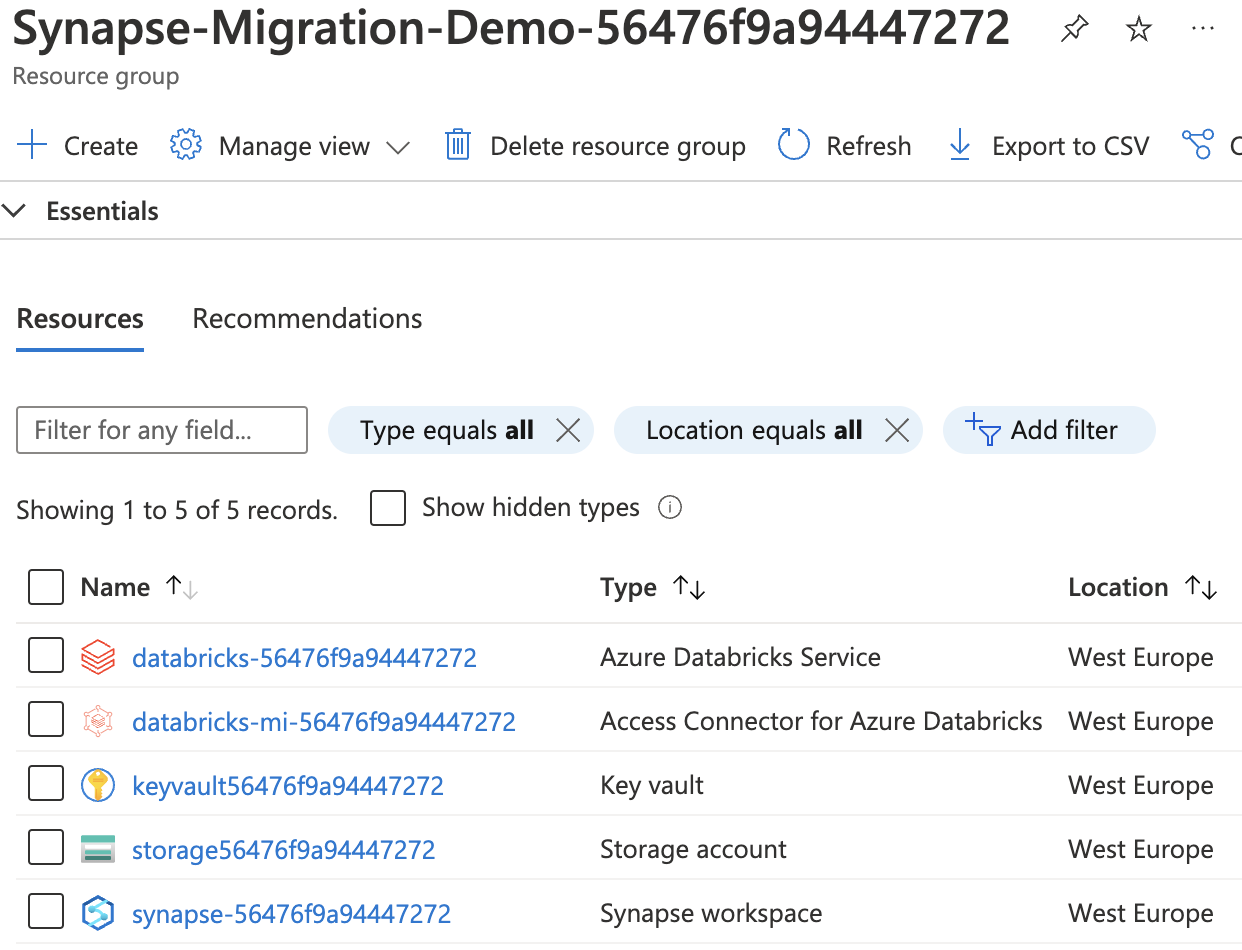 Synapse-Migration-Demo-56476f9a94447272
Resource group
Create Manage view Delete resource group Refresh Export to CSV
Essentials
Resources Recommendations
Filter for any field... Type equals all Location equals all Add filter
Showing 1 to 5 of 5 records. Show hidden types
Name Type Location
databricks-56476f9a94447272 Azure Databricks Service West Europe
databricks-mi-56476f9a94447272 Access Connector for Azure Databricks West Europe
keyvault56476f9a94447272 Key vault West Europe
storage56476f9a94447272 Storage account West Europe
synapse-56476f9a94447272 Synapse workspace West Europe